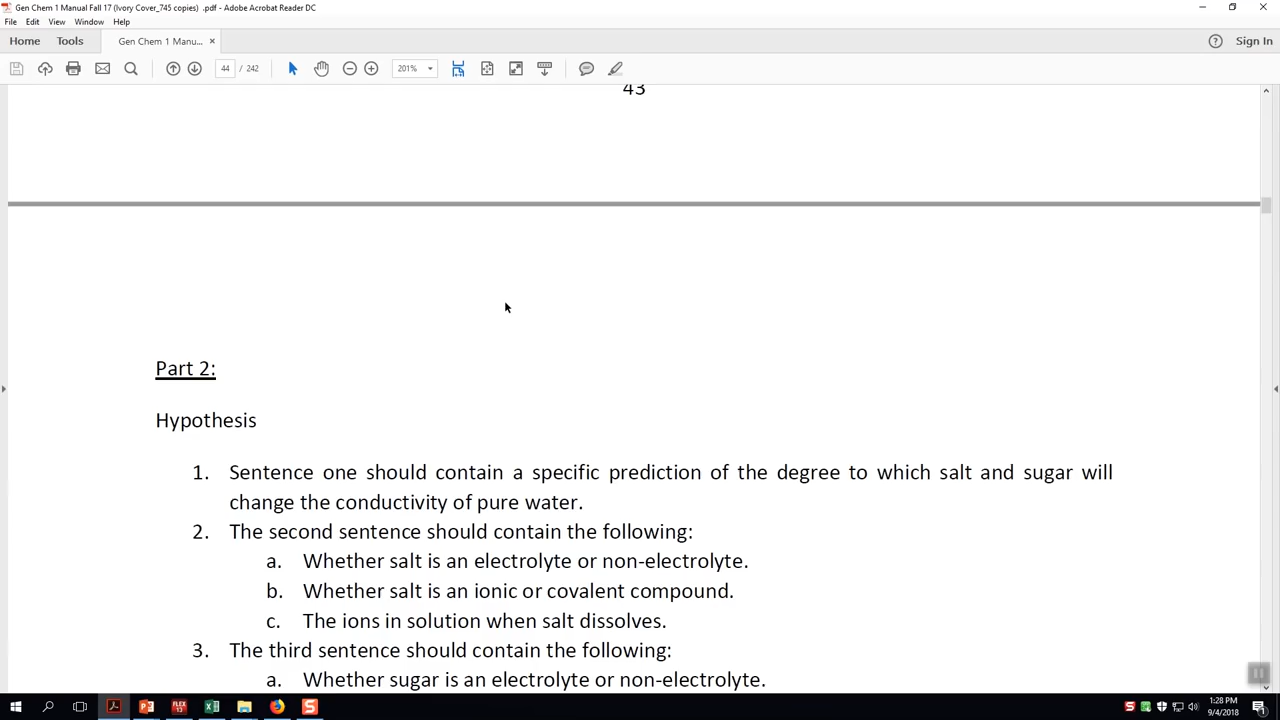 Gen Chem 1 Manual Fall 17 (Ivory Cover_745 copies) .pdf - Adobe Acrobat Reader DC
File Edit View Window Help
Home Tools Gen Chem 1 Manu... × ? Sign In
44 / 242 201%
43
Part 2:
Hypothesis
1. Sentence one should contain a specific prediction of the degree to which salt and sugar will
change the conductivity of pure water.
2. The second sentence should contain the following:
a. Whether salt is an electrolyte or non-electrolyte.
b. Whether salt is an ionic or covalent compound.
c. The ions in solution when salt dissolves.
3. The third sentence should contain the following:
a. Whether sugar is an electrolyte or non-electrolyte.
FLEX
13
1:28 PM
9/4/2018